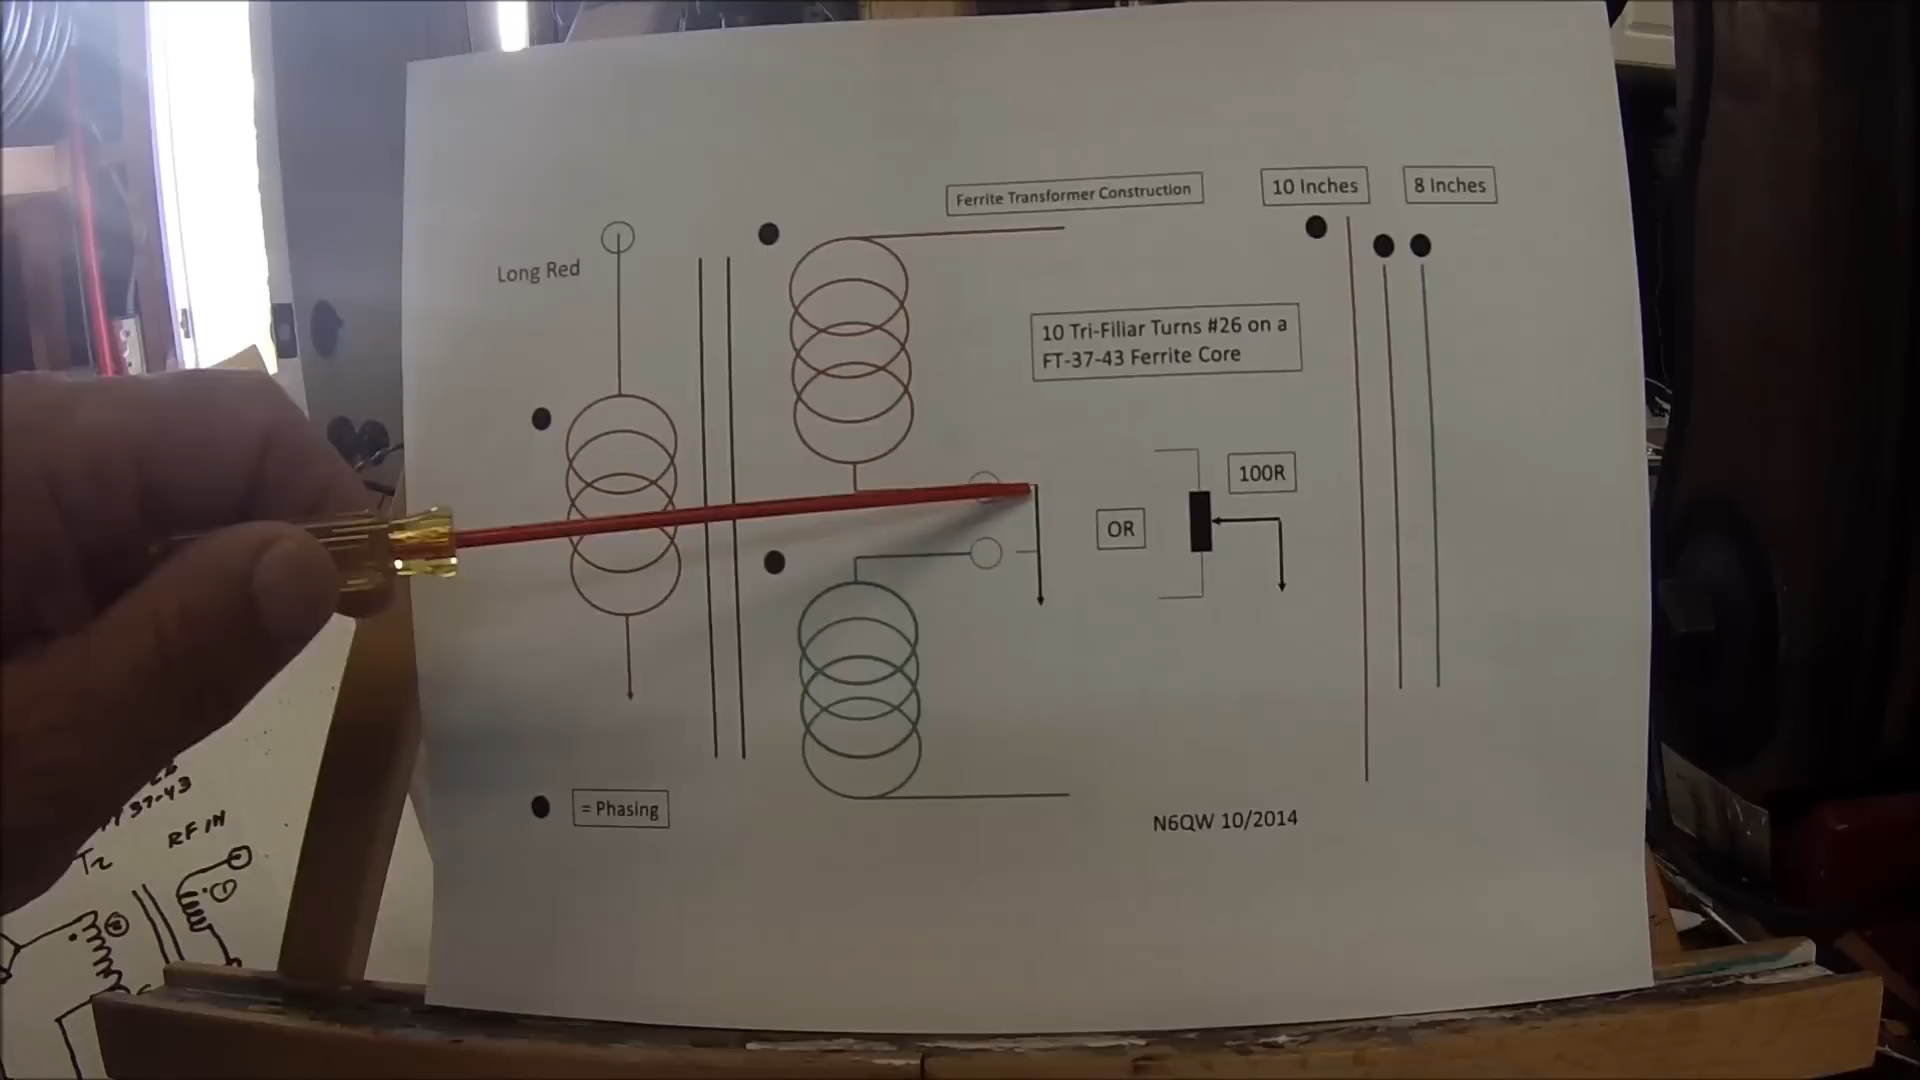 Ferrite Transformer Construction
10 Inches
8 Inches
Long Red
10 Tri-Filiar Turns #26 on a
FT-37-43 Ferrite Core
100R
OR
= Phasing
N6QW 10/2014
37-43
RF IN
T2